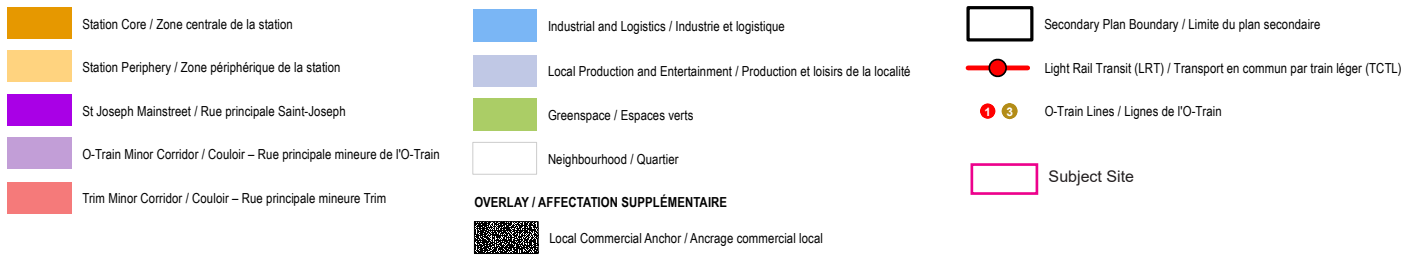 Station Core / Zone centrale de la station
Station Periphery / Zone périphérique de la station
St Joseph Mainstreet / Rue principale Saint-Joseph
O-Train Minor Corridor / Couloir – Rue principale mineure de l'O-Train
Trim Minor Corridor / Couloir – Rue principale mineure Trim
Industrial and Logistics / Industrie et logistique
Local Production and Entertainment / Production et loisirs de la localité
Greenspace / Espaces verts
Neighbourhood / Quartier
OVERLAY / AFFECTATION SUPPLÉMENTAIRE
Local Commercial Anchor / Ancrage commercial local
Secondary Plan Boundary / Limite du plan secondaire
Light Rail Transit (LRT) / Transport en commun par train léger (TCTL)
1 3 O-Train Lines / Lignes de l'O-Train
Subject Site